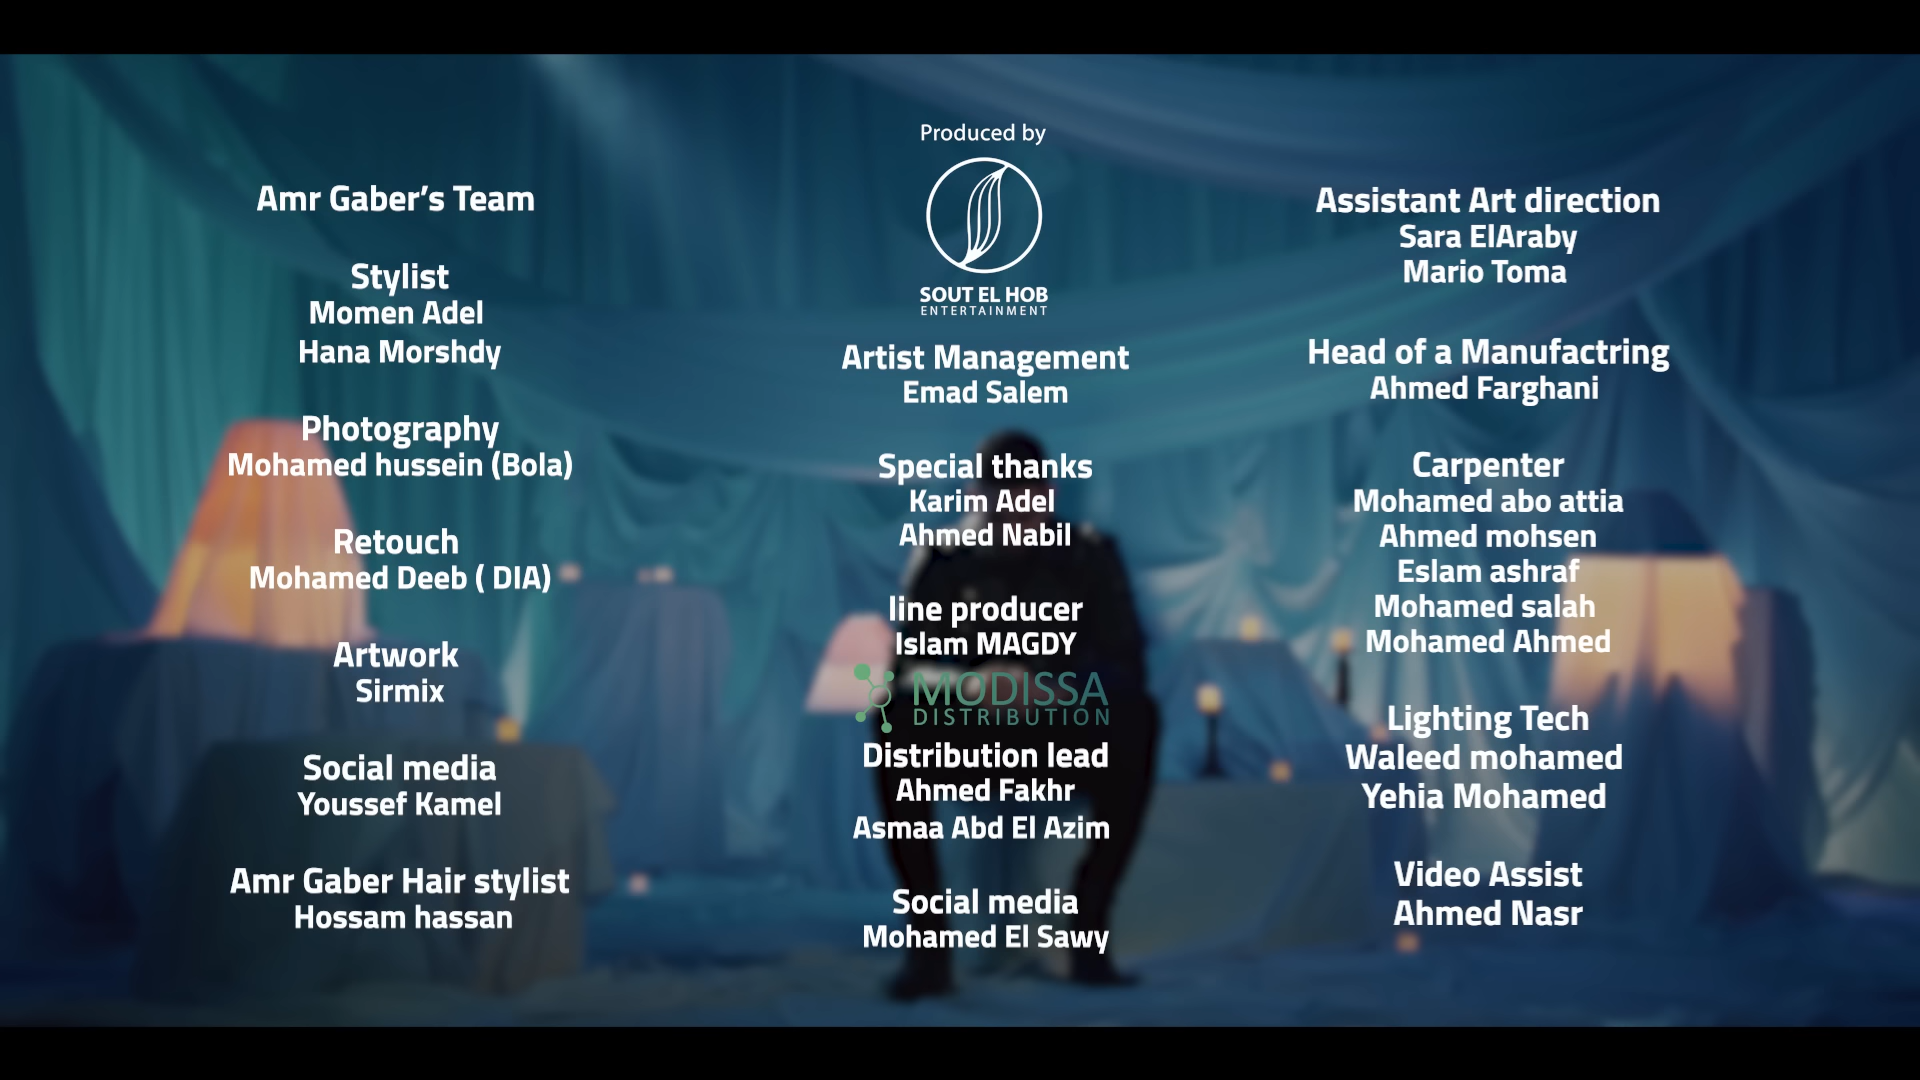 Amr Gaber’s Team
Stylist
Momen Adel
Hana Morshdy
Photography
Mohamed hussein (Bola)
Retouch
Mohamed Deeb ( DIA)
Artwork
Sirmix
Social media
Youssef Kamel
Amr Gaber Hair stylist
Hossam hassan
Produced by
SOUT EL HOB
ENTERTAINMENT
Artist Management
Emad Salem
Special thanks
Karim Adel
Ahmed Nabil
line producer
Islam MAGDY
MODISSA
DISTRIBUTION
Distribution lead
Ahmed Fakhr
Asmaa Abd El Azim
Social media
Mohamed El Sawy
Assistant Art direction
Sara ElAraby
Mario Toma
Head of a Manufactring
Ahmed Farghani
Carpenter
Mohamed abo attia
Ahmed mohsen
Eslam ashraf
Mohamed salah
Mohamed Ahmed
Lighting Tech
Waleed mohamed
Yehia Mohamed
Video Assist
Ahmed Nasr